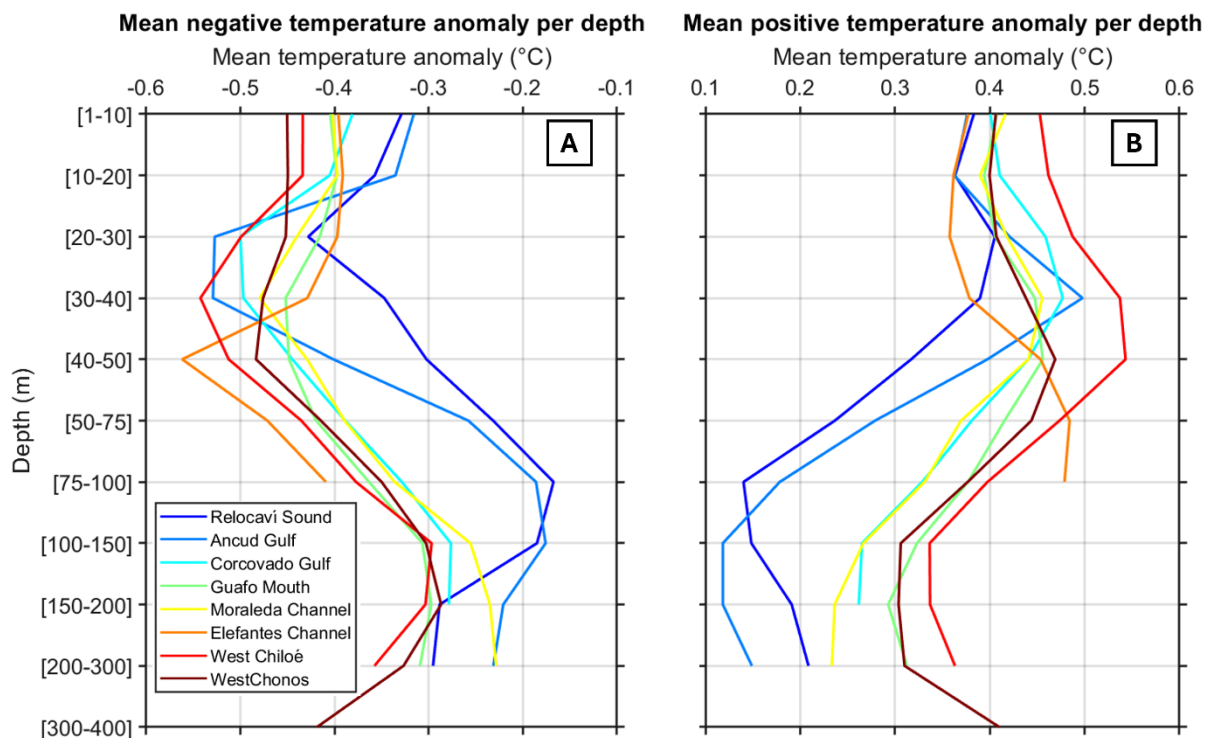 Mean negative temperature anomaly per depth
Mean temperature anomaly (°C)
-0.6 -0.5 -0.4 -0.3 -0.2 -0.1
A
Depth (m)
[1-10]
[10-20]
[20-30]
[30-40]
[40-50]
[50-75]
[75-100]
[100-150]
[150-200]
[200-300]
[300-400]
Relocaví Sound
Ancud Gulf
Corcovado Gulf
Guafo Mouth
Moraleda Channel
Elefantes Channel
West Chiloé
WestChonos
Mean positive temperature anomaly per depth
Mean temperature anomaly (°C)
0.1 0.2 0.3 0.4 0.5 0.6
B